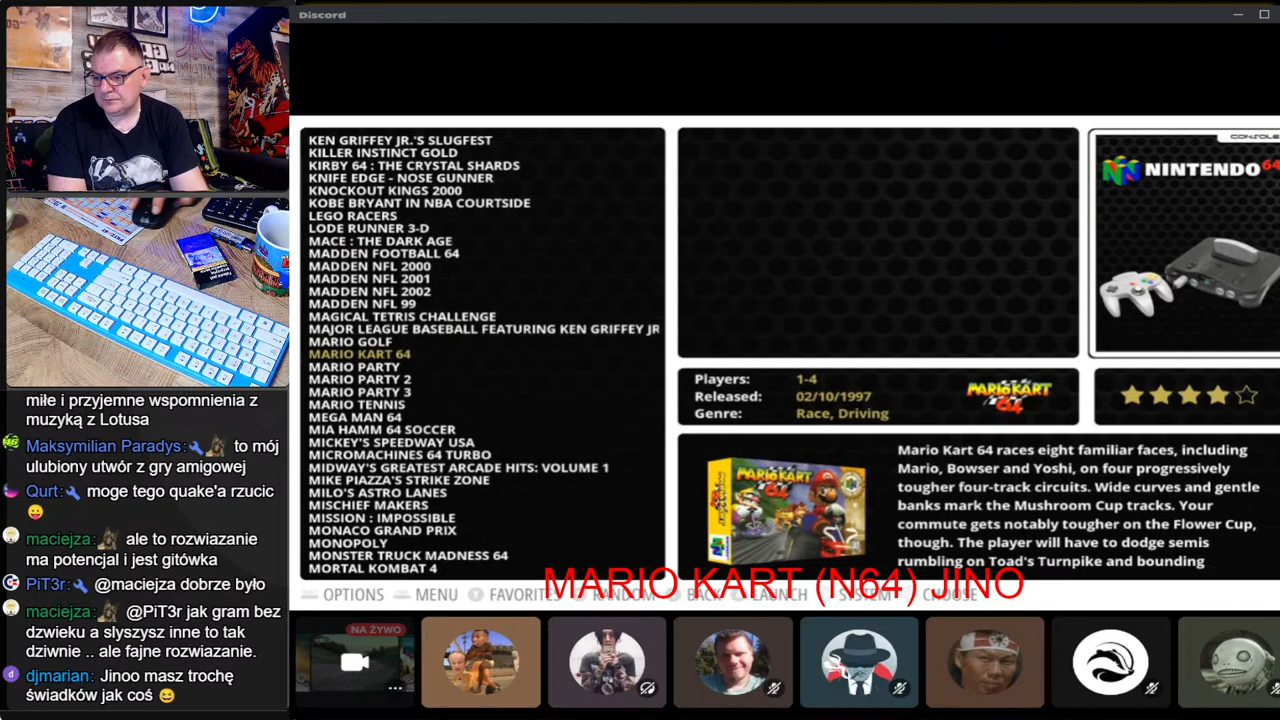 Discord
KEN GRIFFEY JR.'S SLUGFEST
KILLER INSTINCT GOLD
KIRBY 64 : THE CRYSTAL SHARDS
KNIFE EDGE - NOSE GUNNER
KNOCKOUT KINGS 2000
KOBE BRYANT IN NBA COURTSIDE
LEGO RACERS
LODE RUNNER 3-D
MACE : THE DARK AGE
MADDEN FOOTBALL 64
MADDEN NFL 2000
MADDEN NFL 2001
MADDEN NFL 2002
MADDEN NFL 99
MAGICAL TETRIS CHALLENGE
MAJOR LEAGUE BASEBALL FEATURING KEN GRIFFEY JR
MARIO GOLF
MARIO KART 64
MARIO PARTY
MARIO PARTY 2
MARIO PARTY 3
MARIO TENNIS
MEGA MAN 64
MIA HAMM 64 SOCCER
MICKEY'S SPEEDWAY USA
MICROMACHINES 64 TURBO
MIDWAY'S GREATEST ARCADE HITS: VOLUME 1
MIKE PIAZZA'S STRIKE ZONE
MILO'S ASTRO LANES
MISCHIEF MAKERS
MISSION : IMPOSSIBLE
MONACO GRAND PRIX
MONOPOLY
MONSTER TRUCK MADNESS 64
MORTAL KOMBAT 4
CONSOLE
NINTENDO 64
Players: 1-4
Released: 02/10/1997
Genre: Race, Driving
MARIO KART 64
Mario Kart 64 races eight familiar faces, including
Mario, Bowser and Yoshi, on four progressively
tougher four-track circuits. Wide curves and gentle
banks mark the Mushroom Cup tracks. Your
commute gets notably tougher on the Flower Cup,
though. The player will have to dodge semis
rumbling on Toad's Turnpike and bounding
MARIO KART (N64) JINO
OPTIONS MENU FAVORITES RANDOM BACK LAUNCH SYSTEM CHOOSE
NA ŻYWO
miłe i przyjemne wspomnienia z
muzyką z Lotusa
Maksymilian Paradys: to mój
ulubiony utwór z gry amigowej
Qurt: moge tego quake'a rzucic
😛
maciejza: ale to rozwiazanie
ma potencjal i jest gitówka
PiT3r: @maciejza dobrze było
maciejza: @PiT3r jak gram bez
dzwieku a slyszysz inne to tak
dziwnie .. ale fajne rozwiazanie.
djmarian: Jinoo masz trochę
świadków jak coś 😆